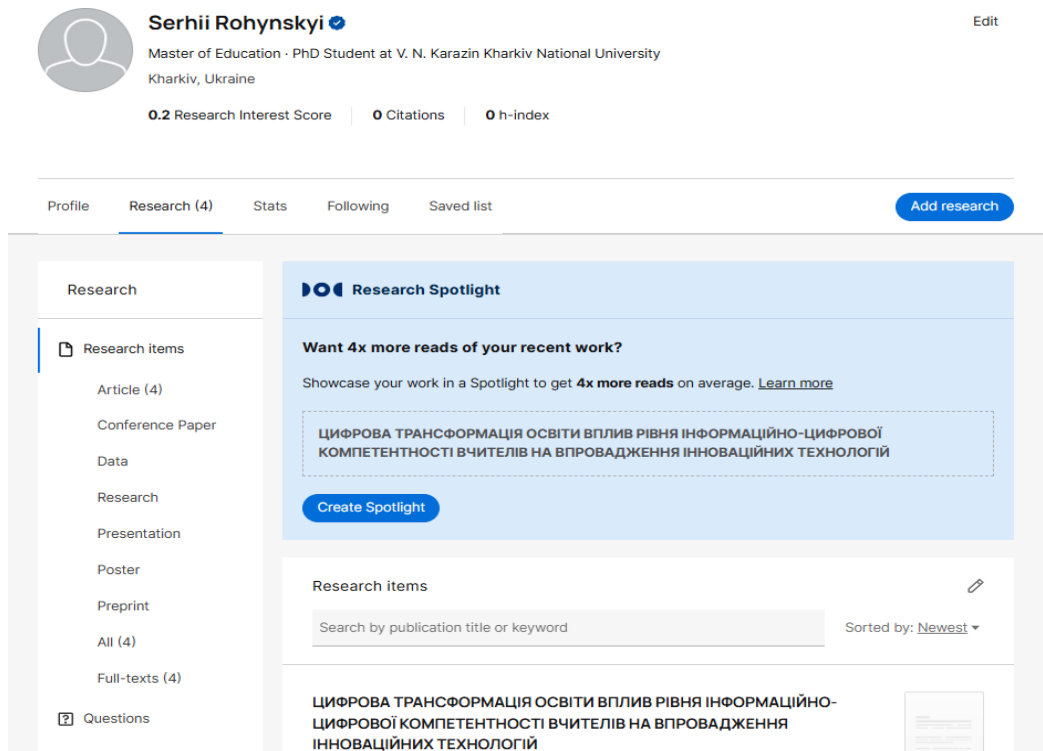 Serhii Rohynskyi
Edit
Master of Education · PhD Student at V. N. Karazin Kharkiv National University
Kharkiv, Ukraine
0.2 Research Interest Score
0 Citations
0 h-index
Profile
Research (4)
Stats
Following
Saved list
Add research
Research
Research items
Article (4)
Conference Paper
Data
Research
Presentation
Poster
Preprint
All (4)
Full-texts (4)
Questions
Research Spotlight
Want 4x more reads of your recent work?
Showcase your work in a Spotlight to get 4x more reads on average. Learn more
ЦИФРОВА ТРАНСФОРМАЦІЯ ОСВІТИ ВПЛИВ РІВНЯ ІНФОРМАЦІЙНО-ЦИФРОВОЇ
КОМПЕТЕНТНОСТІ ВЧИТЕЛІВ НА ВПРОВАДЖЕННЯ ІННОВАЦІЙНИХ ТЕХНОЛОГІЙ
Create Spotlight
Research items
Search by publication title or keyword
Sorted by: Newest
ЦИФРОВА ТРАНСФОРМАЦІЯ ОСВІТИ ВПЛИВ РІВНЯ ІНФОРМАЦІЙНО-
ЦИФРОВОЇ КОМПЕТЕНТНОСТІ ВЧИТЕЛІВ НА ВПРОВАДЖЕННЯ
ІННОВАЦІЙНИХ ТЕХНОЛОГІЙ